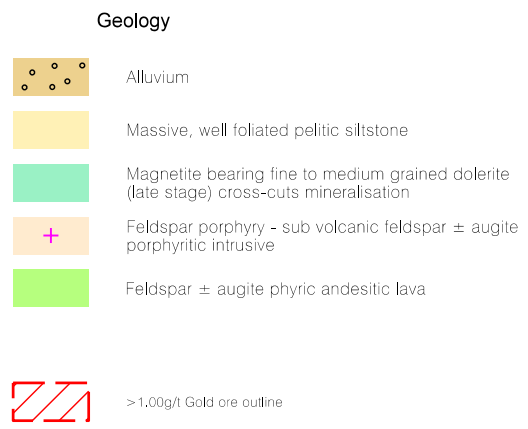 Geology
Alluvium
Massive, well foliated pelitic siltstone
Magnetite bearing fine to medium grained dolerite
(late stage) cross-cuts mineralisation
Feldspar porphyry - sub volcanic feldspar ± augite
porphyritic intrusive
Feldspar ± augite phyric andesitic lava
>1.00g/t Gold ore outline